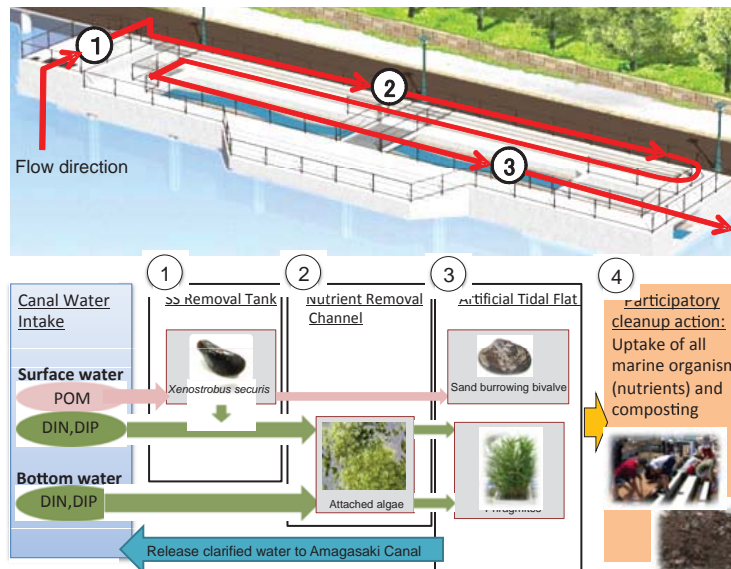 1
2
3
Flow direction
1
2
3
4
Canal Water
Intake
SS Removal Tank
Nutrient Removal
Channel
Artificial Tidal Flat
Participatory
cleanup action:
Uptake of all
marine organism
(nutrients) and
composting
Surface water
POM
DIN,DIP
Bottom water
DIN,DIP
Xenostrobus securis
Sand burrowing bivalve
Attached algae
Phragmites
Release clarified water to Amagasaki Canal